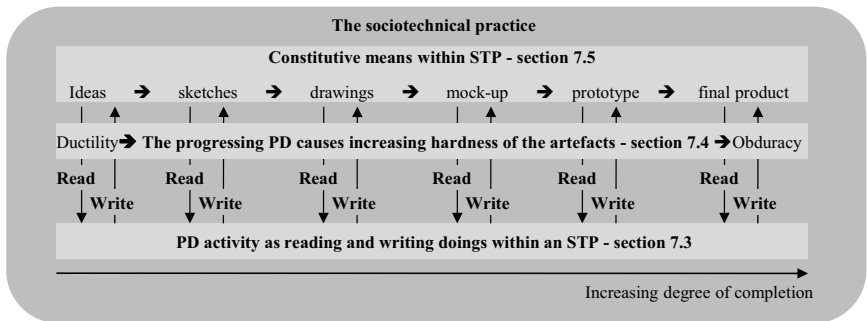 The sociotechnical practice
Constitutive means within STP - section 7.5
Ideas ➔ sketches ➔ drawings ➔ mock-up ➔ prototype ➔ final product
Ductility➔ The progressing PD causes increasing hardness of the artefacts - section 7.4 ➔Obduracy
Read Read Read Read Read Read
Write Write Write Write Write Write
PD activity as reading and writing doings within an STP - section 7.3
Increasing degree of completion